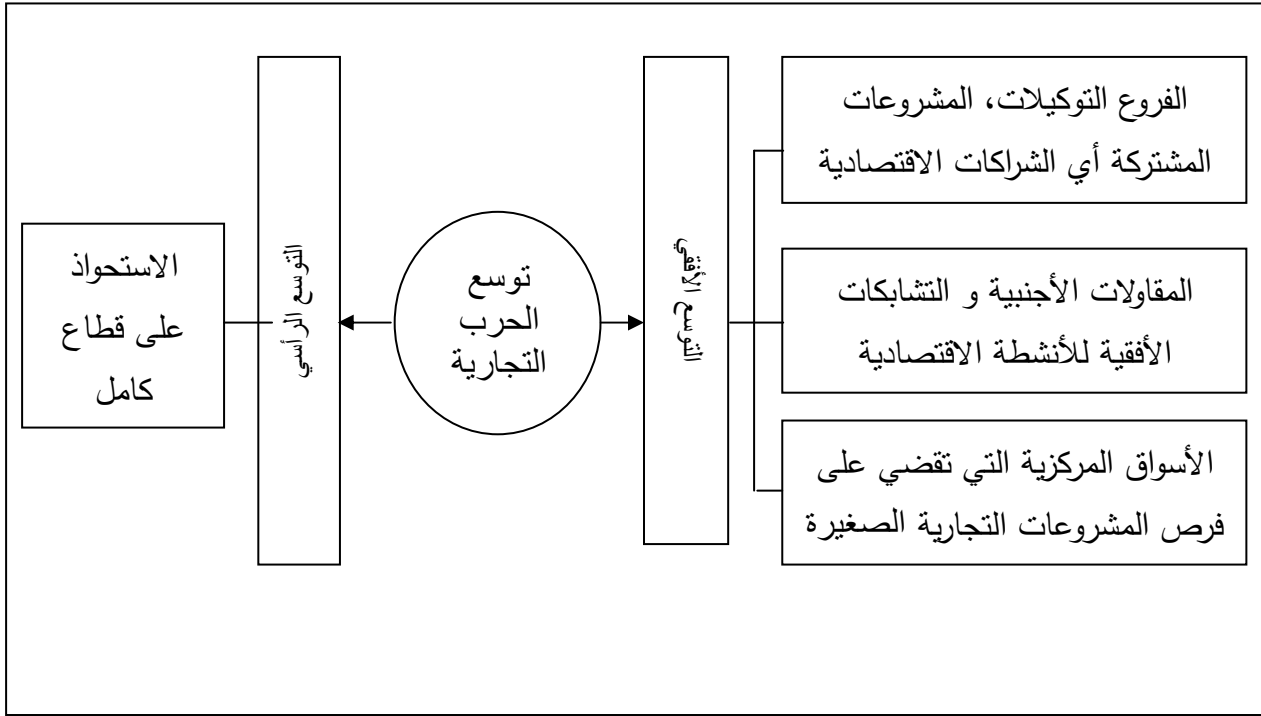 الفروع التوكيلات، المشروعات
المشتركة أي الشراكات الاقتصادية
المقاولات الأجنبية و التشابكات
الأفقية للأنشطة الاقتصادية
الأسواق المركزية التي تقضي على
فرص المشروعات التجارية الصغيرة
التوسع الأفقي
توسع
الحرب
التجارية
التوسع الرأسي
الاستحواذ
على قطاع
كامل